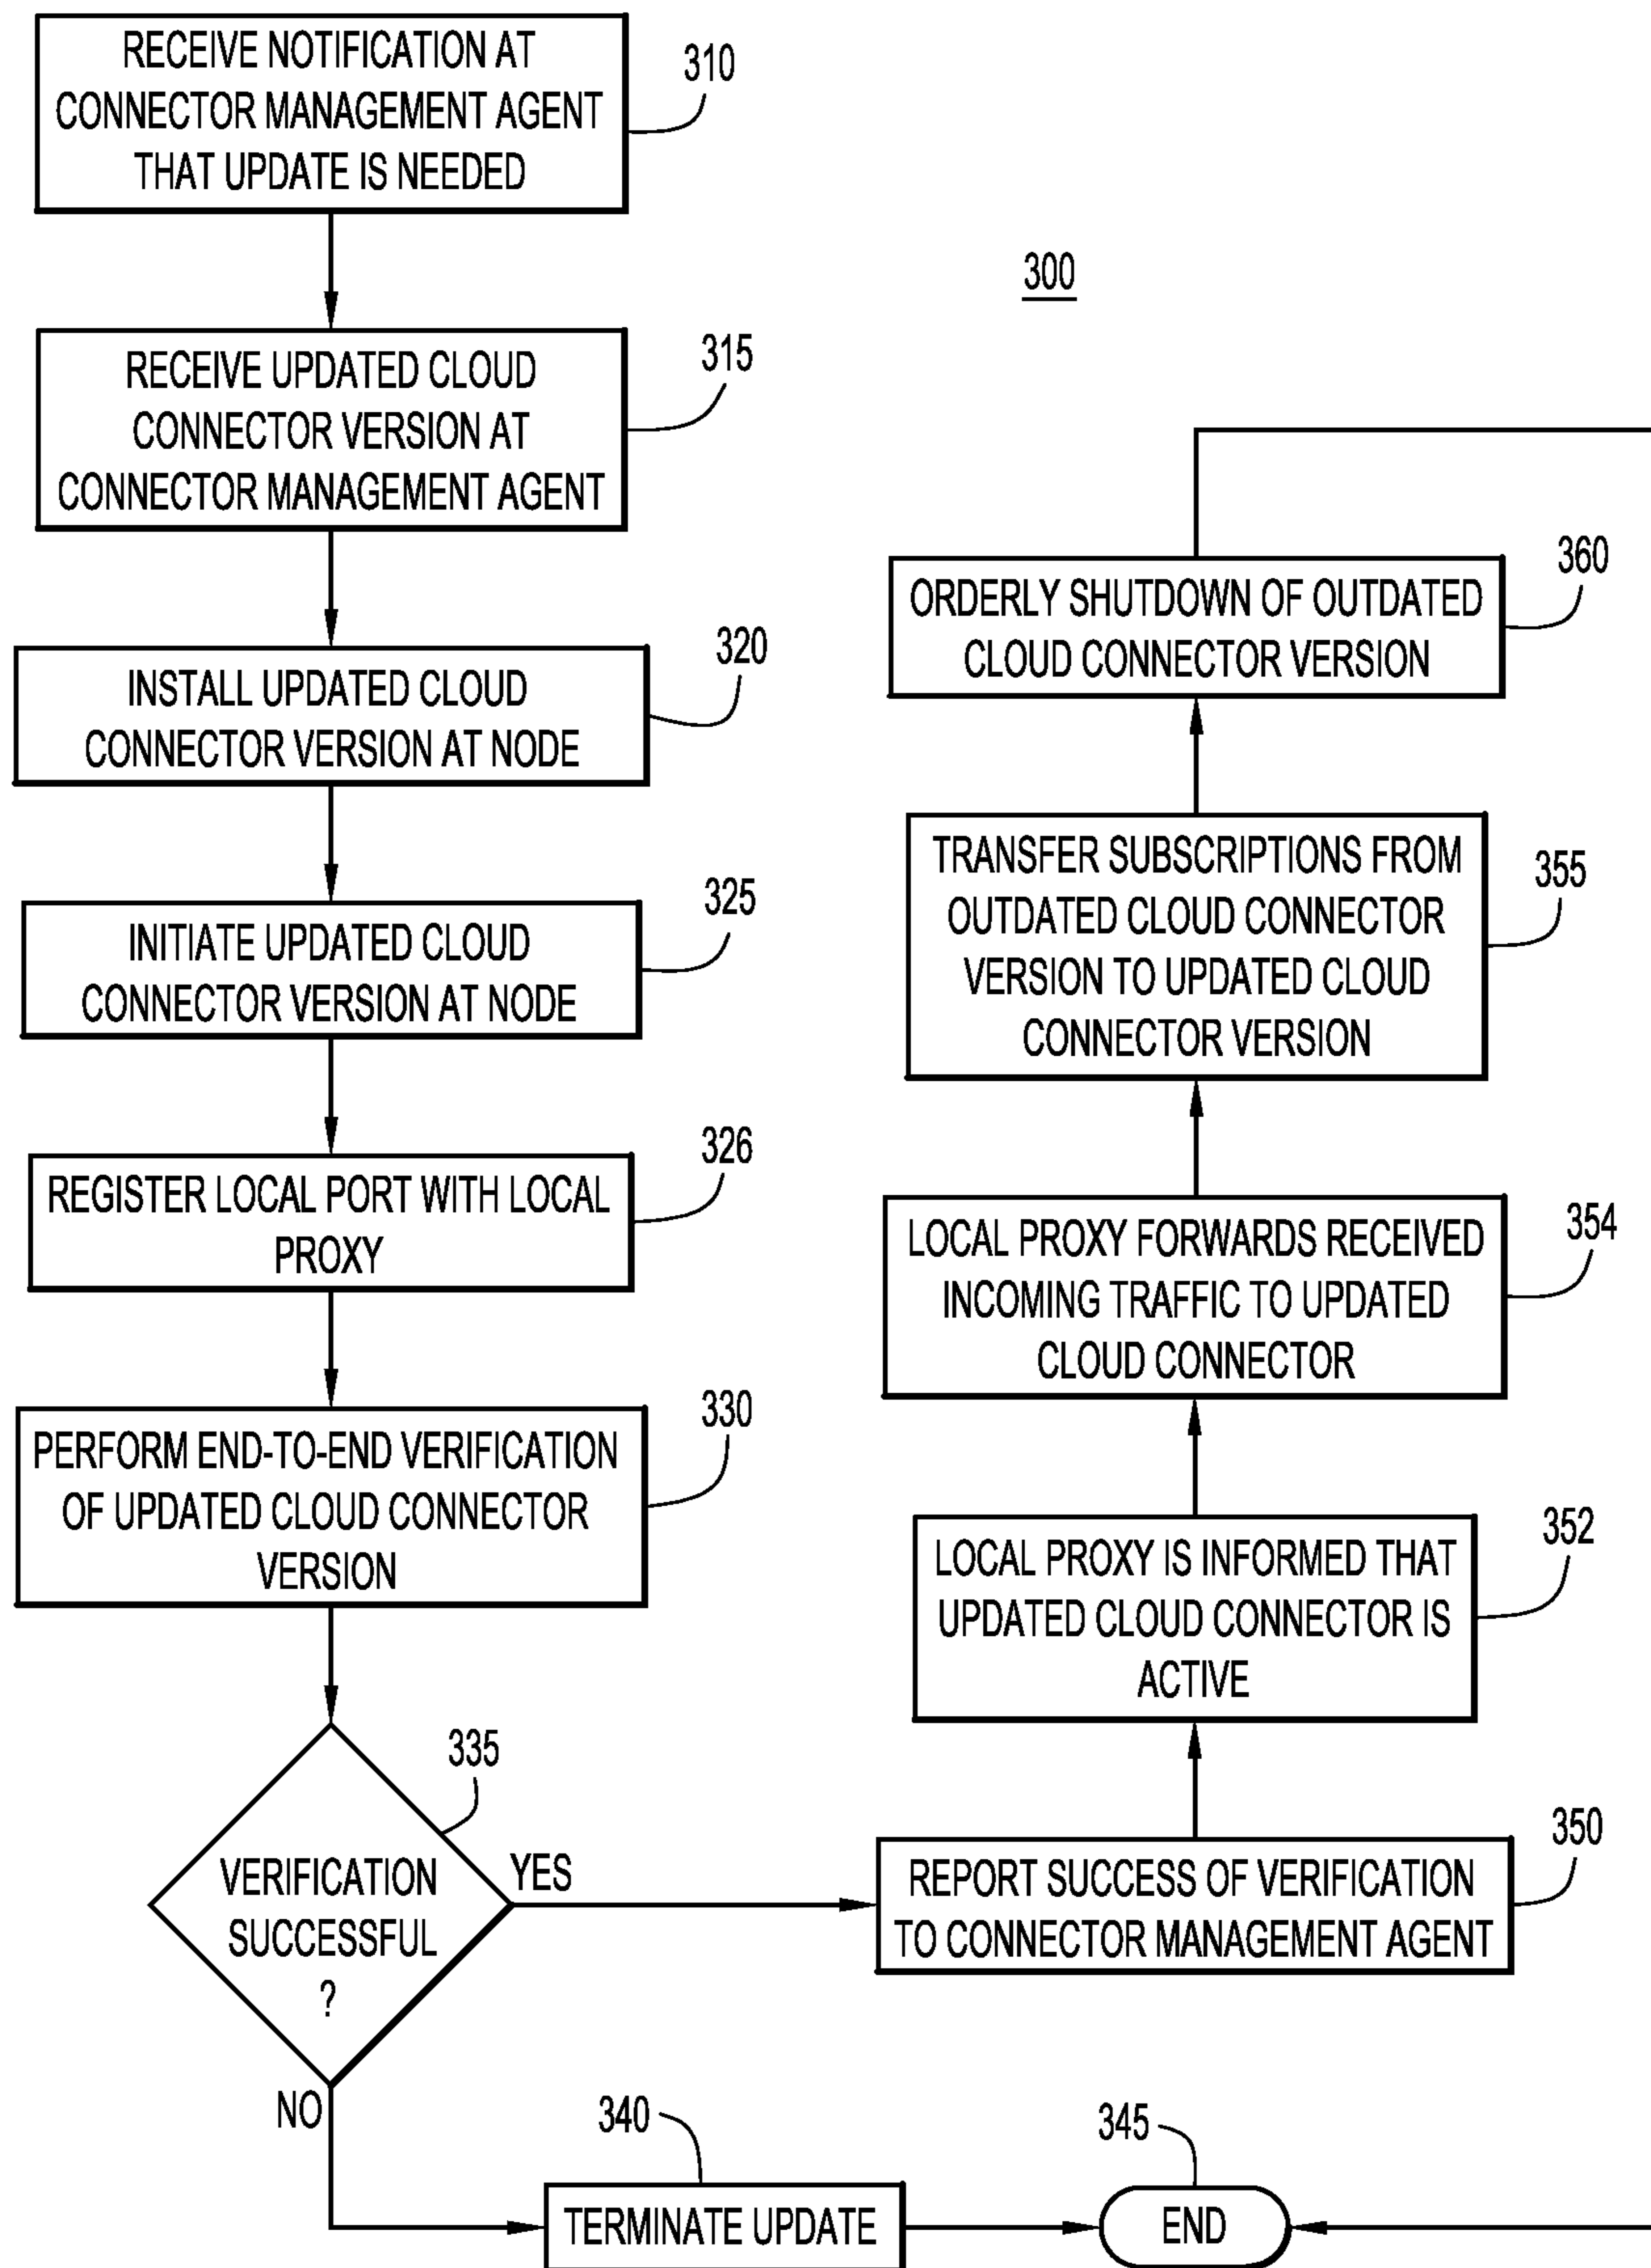 RECEIVE NOTIFICATION AT
CONNECTOR MANAGEMENT AGENT
THAT UPDATE IS NEEDED
310
300
RECEIVE UPDATED CLOUD
CONNECTOR VERSION AT
CONNECTOR MANAGEMENT AGENT
315
INSTALL UPDATED CLOUD
CONNECTOR VERSION AT NODE
320
INITIATE UPDATED CLOUD
CONNECTOR VERSION AT NODE
325
REGISTER LOCAL PORT WITH LOCAL
PROXY
326
PERFORM END-TO-END VERIFICATION
OF UPDATED CLOUD CONNECTOR
VERSION
330
VERIFICATION
SUCCESSFUL
?
335
YES
NO
TERMINATE UPDATE
340
END
345
REPORT SUCCESS OF VERIFICATION
TO CONNECTOR MANAGEMENT AGENT
350
LOCAL PROXY IS INFORMED THAT
UPDATED CLOUD CONNECTOR IS
ACTIVE
352
LOCAL PROXY FORWARDS RECEIVED
INCOMING TRAFFIC TO UPDATED
CLOUD CONNECTOR
354
TRANSFER SUBSCRIPTIONS FROM
OUTDATED CLOUD CONNECTOR
VERSION TO UPDATED CLOUD
CONNECTOR VERSION
355
ORDERLY SHUTDOWN OF OUTDATED
CLOUD CONNECTOR VERSION
360